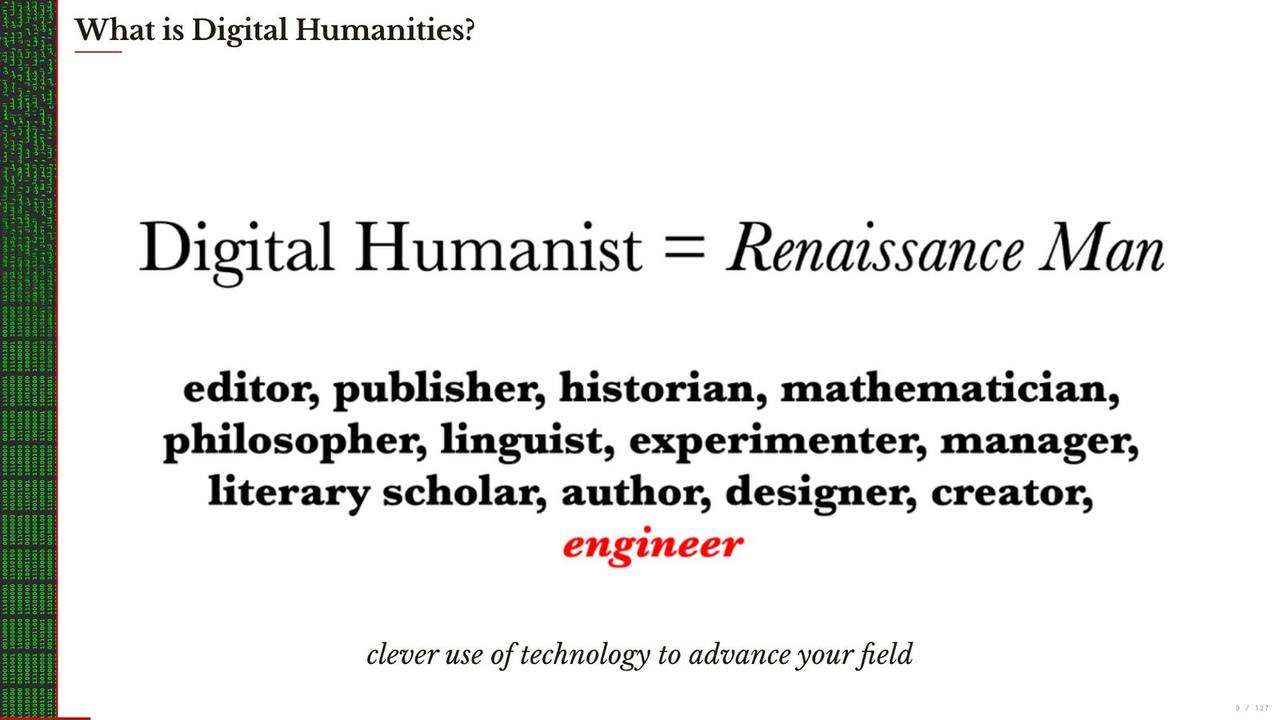 What is Digital Humanities?
Digital Humanist = Renaissance Man
editor, publisher, historian, mathematician,
philosopher, linguist, experimenter, manager,
literary scholar, author, designer, creator,
engineer
clever use of technology to advance your field
9 / 127